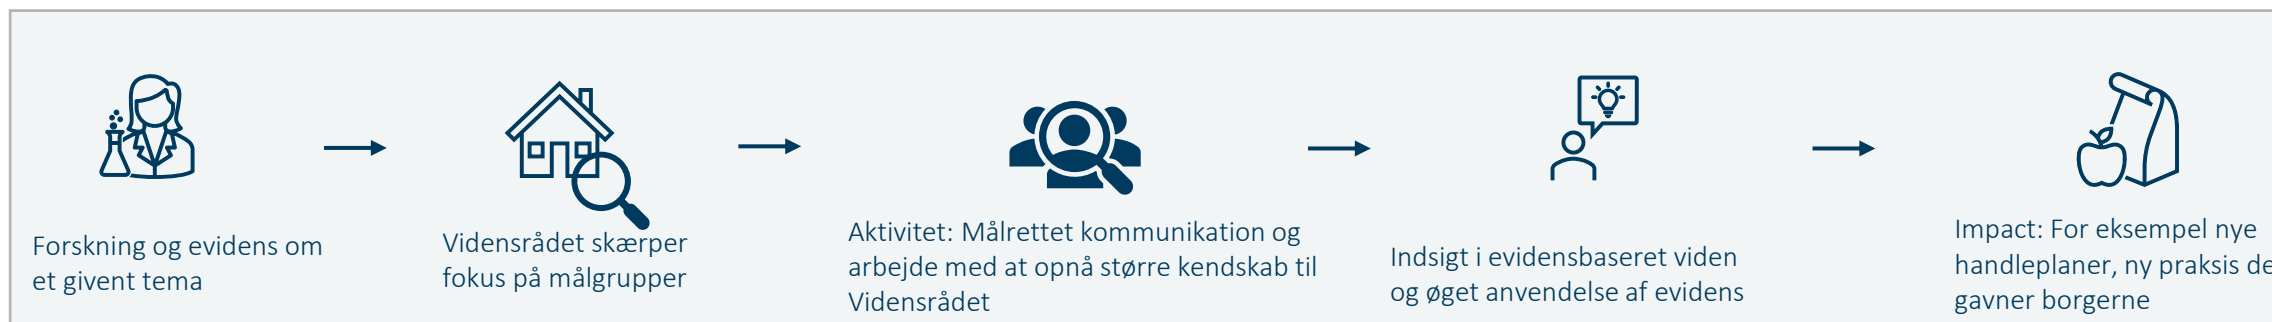 Forskning og evidens om
et givent tema
Vidensrådet skærper
fokus på målgrupper
Aktivitet: Målrettet kommunikation og
arbejde med at opnå større kendskab til
Vidensrådet
Indsigt i evidensbaseret viden
og øget anvendelse af evidens
Impact: For eksempel nye
handleplaner, ny praksis
gavner borgerne